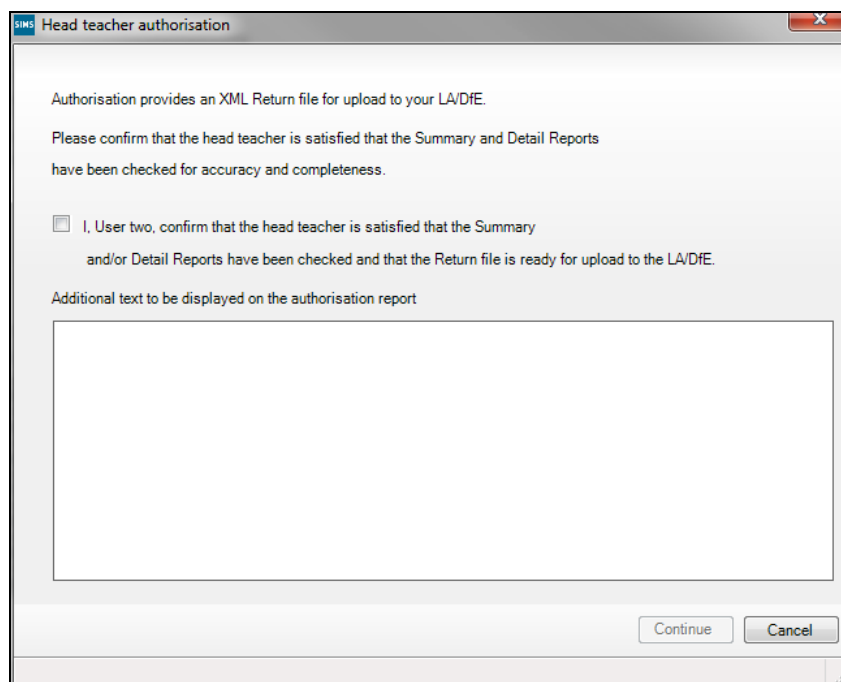 SIMS Head teacher authorisation
Authorisation provides an XML Return file for upload to your LA/DfE.
Please confirm that the head teacher is satisfied that the Summary and Detail Reports
have been checked for accuracy and completeness.
I, User two, confirm that the head teacher is satisfied that the Summary
and/or Detail Reports have been checked and that the Return file is ready for upload to the LA/DfE.
Additional text to be displayed on the authorisation report
Continue Cancel